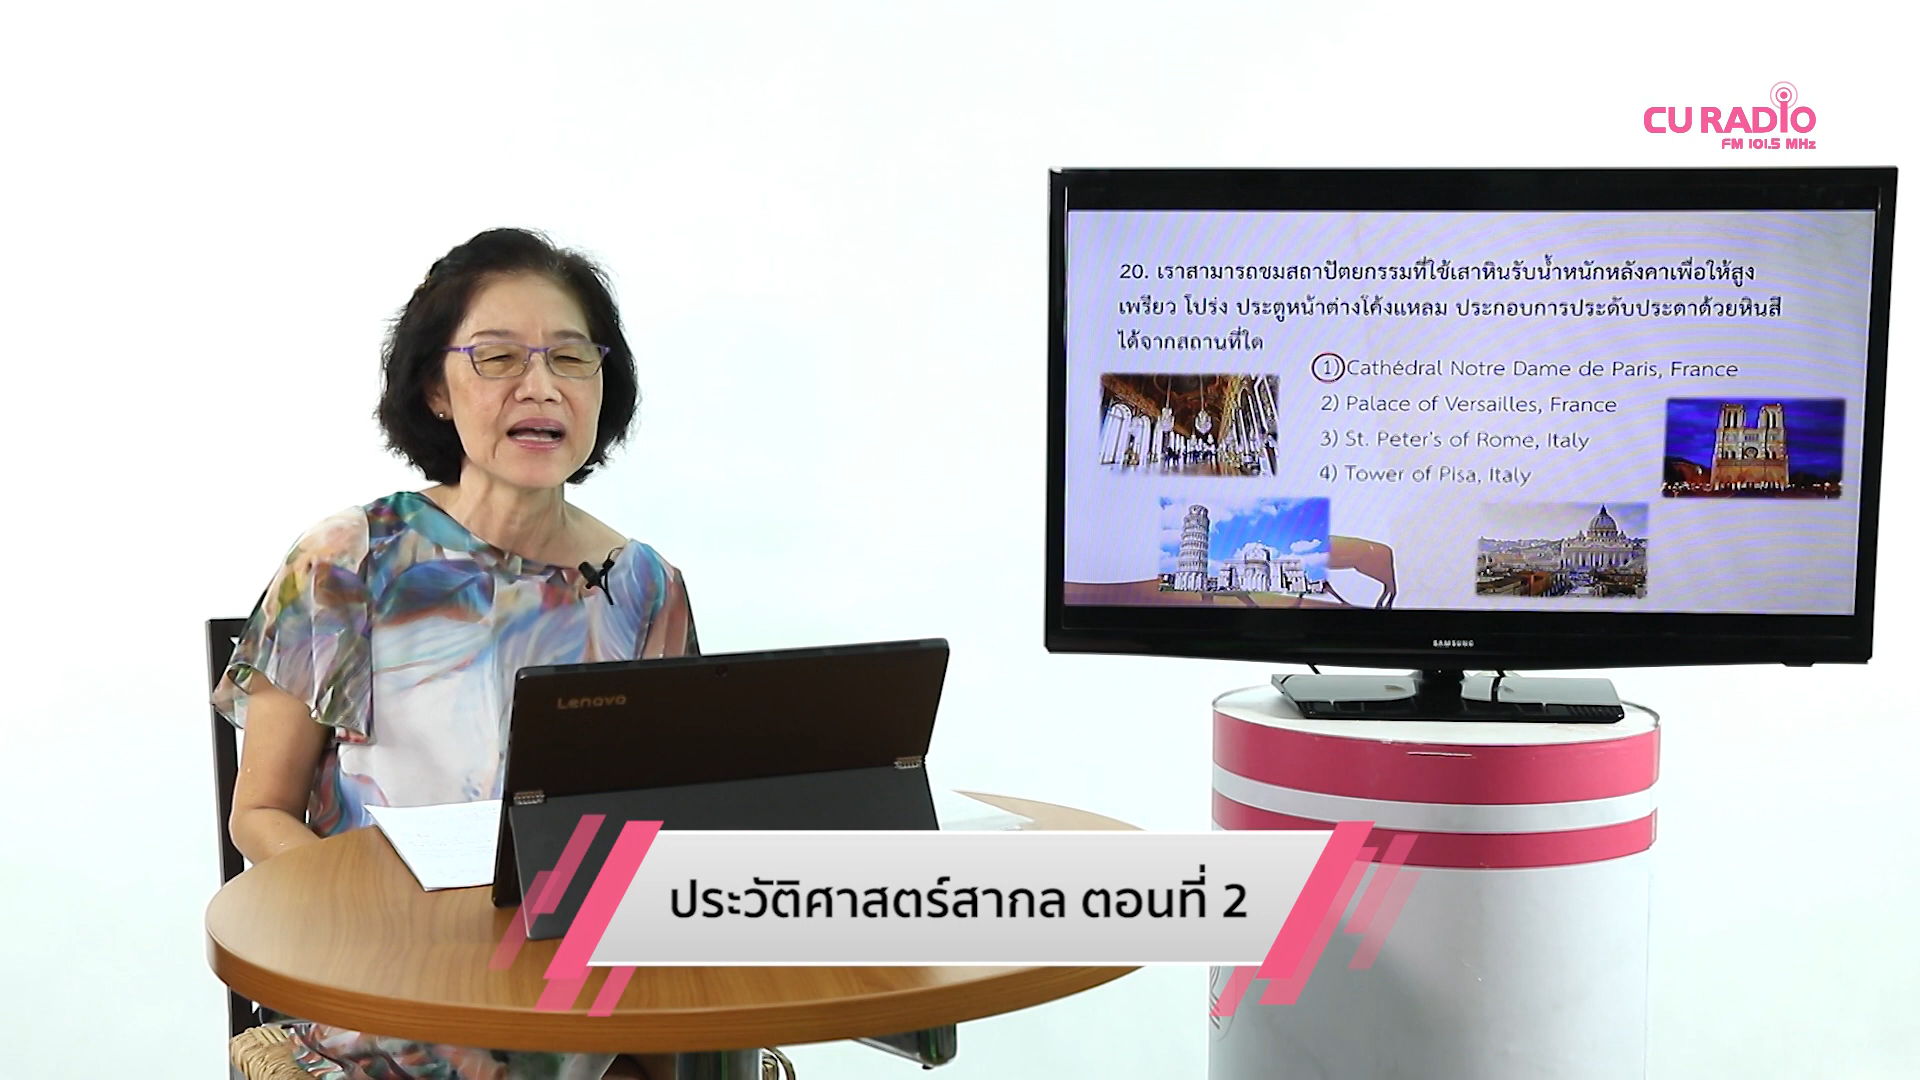 CU RADIO
FM 101.5 MHz
20. เราสามารถชมสถาปัตยกรรมที่ใช้เสาหินรับน้ำหนักหลังคาเพื่อให้สูง
เพรียว โปร่ง ประตูหน้าต่างโค้งแหลม ประกอบการประดับประดาด้วยหินสี
ได้จากสถานที่ใด
1) Cathédral Notre Dame de Paris, France
2) Palace of Versailles, France
3) St. Peter's of Rome, Italy
4) Tower of Pisa, Italy
SAMSUNG
Lenovo
ประวัติศาสตร์สากล ตอนที่ 2